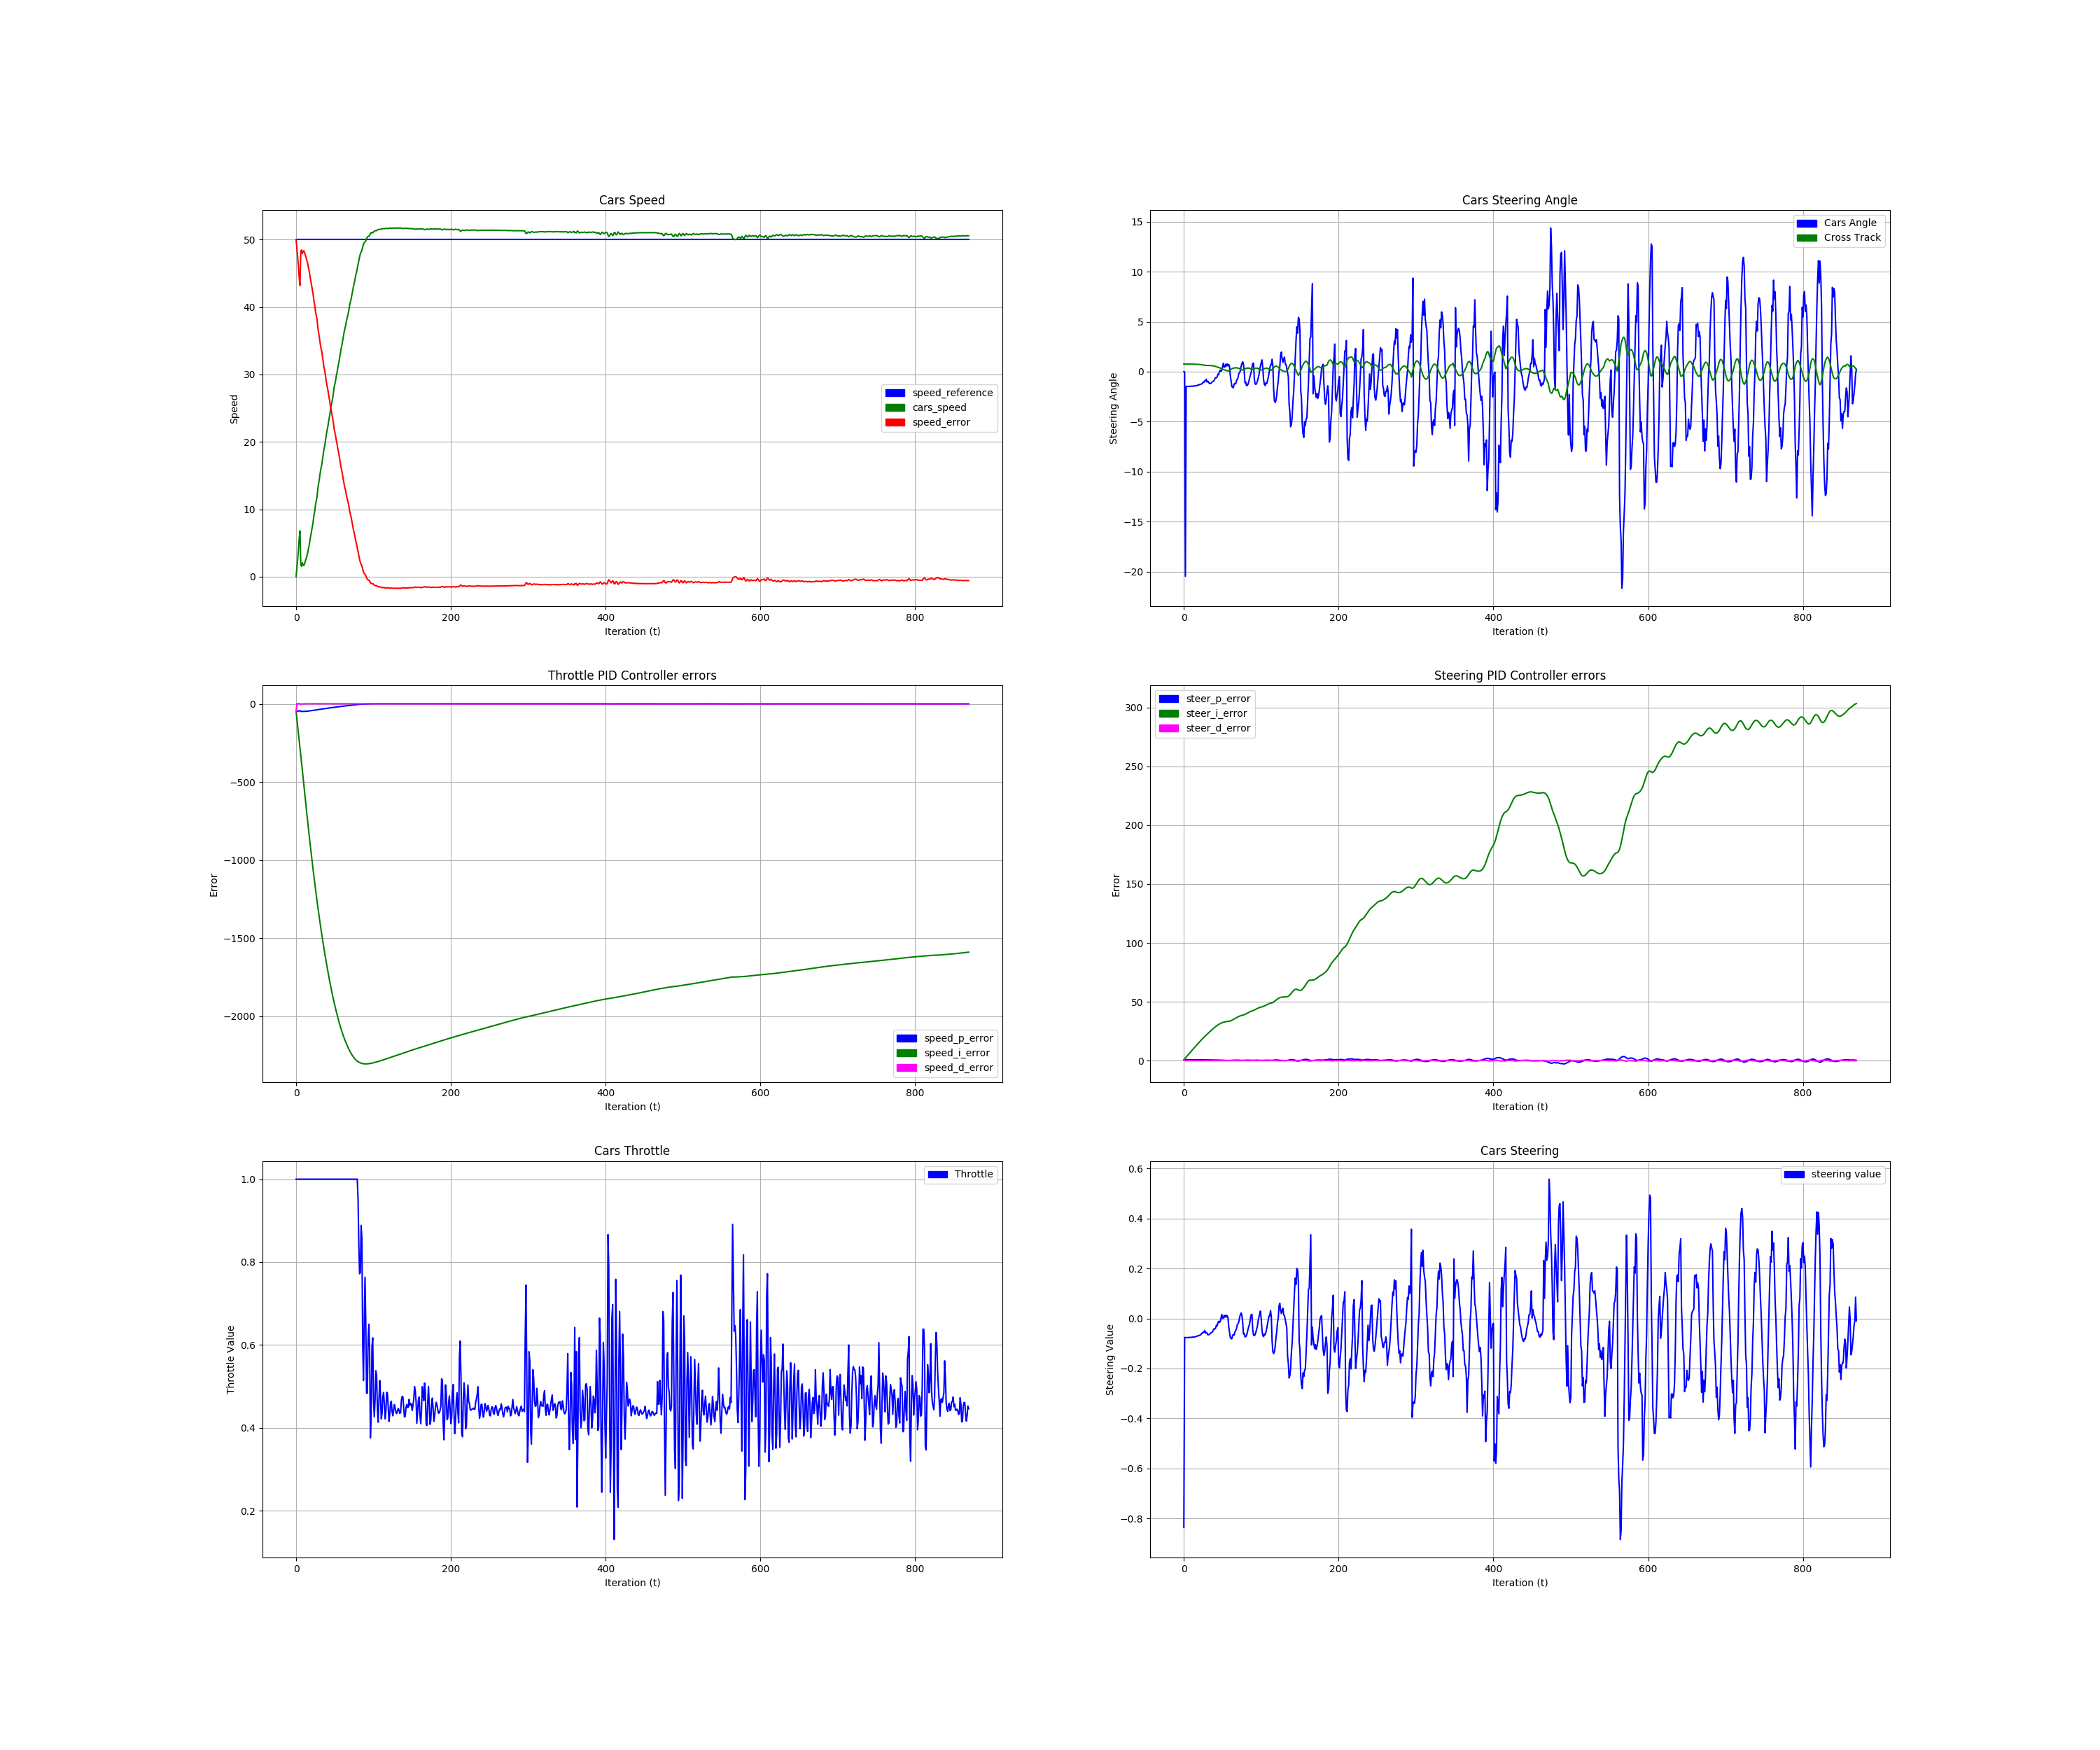 Cars Speed
50
40
30
20
10
0
Speed
speed_reference
cars_speed
speed_error
0 200 400 600 800
Iteration (t)
Cars Steering Angle
15
10
5
0
−5
−10
−15
−20
Steering Angle
Cars Angle
Cross Track
0 200 400 600 800
Iteration (t)
Throttle PID Controller errors
0
−500
−1000
−1500
−2000
Error
speed_p_error
speed_i_error
speed_d_error
0 200 400 600 800
Iteration (t)
Steering PID Controller errors
300
250
200
150
100
50
0
Error
steer_p_error
steer_i_error
steer_d_error
0 200 400 600 800
Iteration (t)
Cars Throttle
1.0
0.8
0.6
0.4
0.2
Throttle Value
Throttle
0 200 400 600 800
Iteration (t)
Cars Steering
0.6
0.4
0.2
0.0
−0.2
−0.4
−0.6
−0.8
Steering Value
steering value
0 200 400 600 800
Iteration (t)